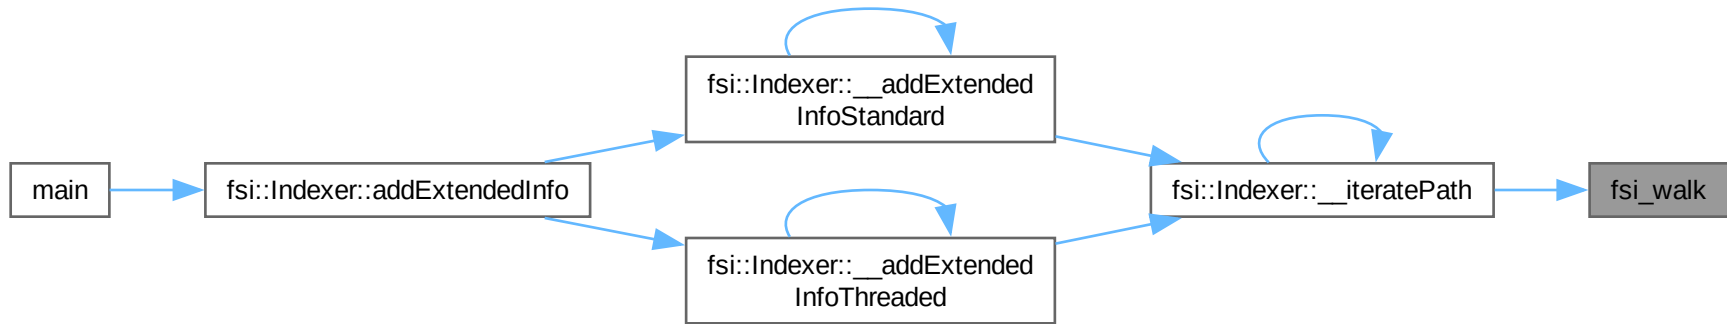 fsi::Indexer::__addExtended
InfoStandard
main
fsi::Indexer::addExtendedInfo
fsi::Indexer::__iteratePath
fsi_walk
fsi::Indexer::__addExtended
InfoThreaded